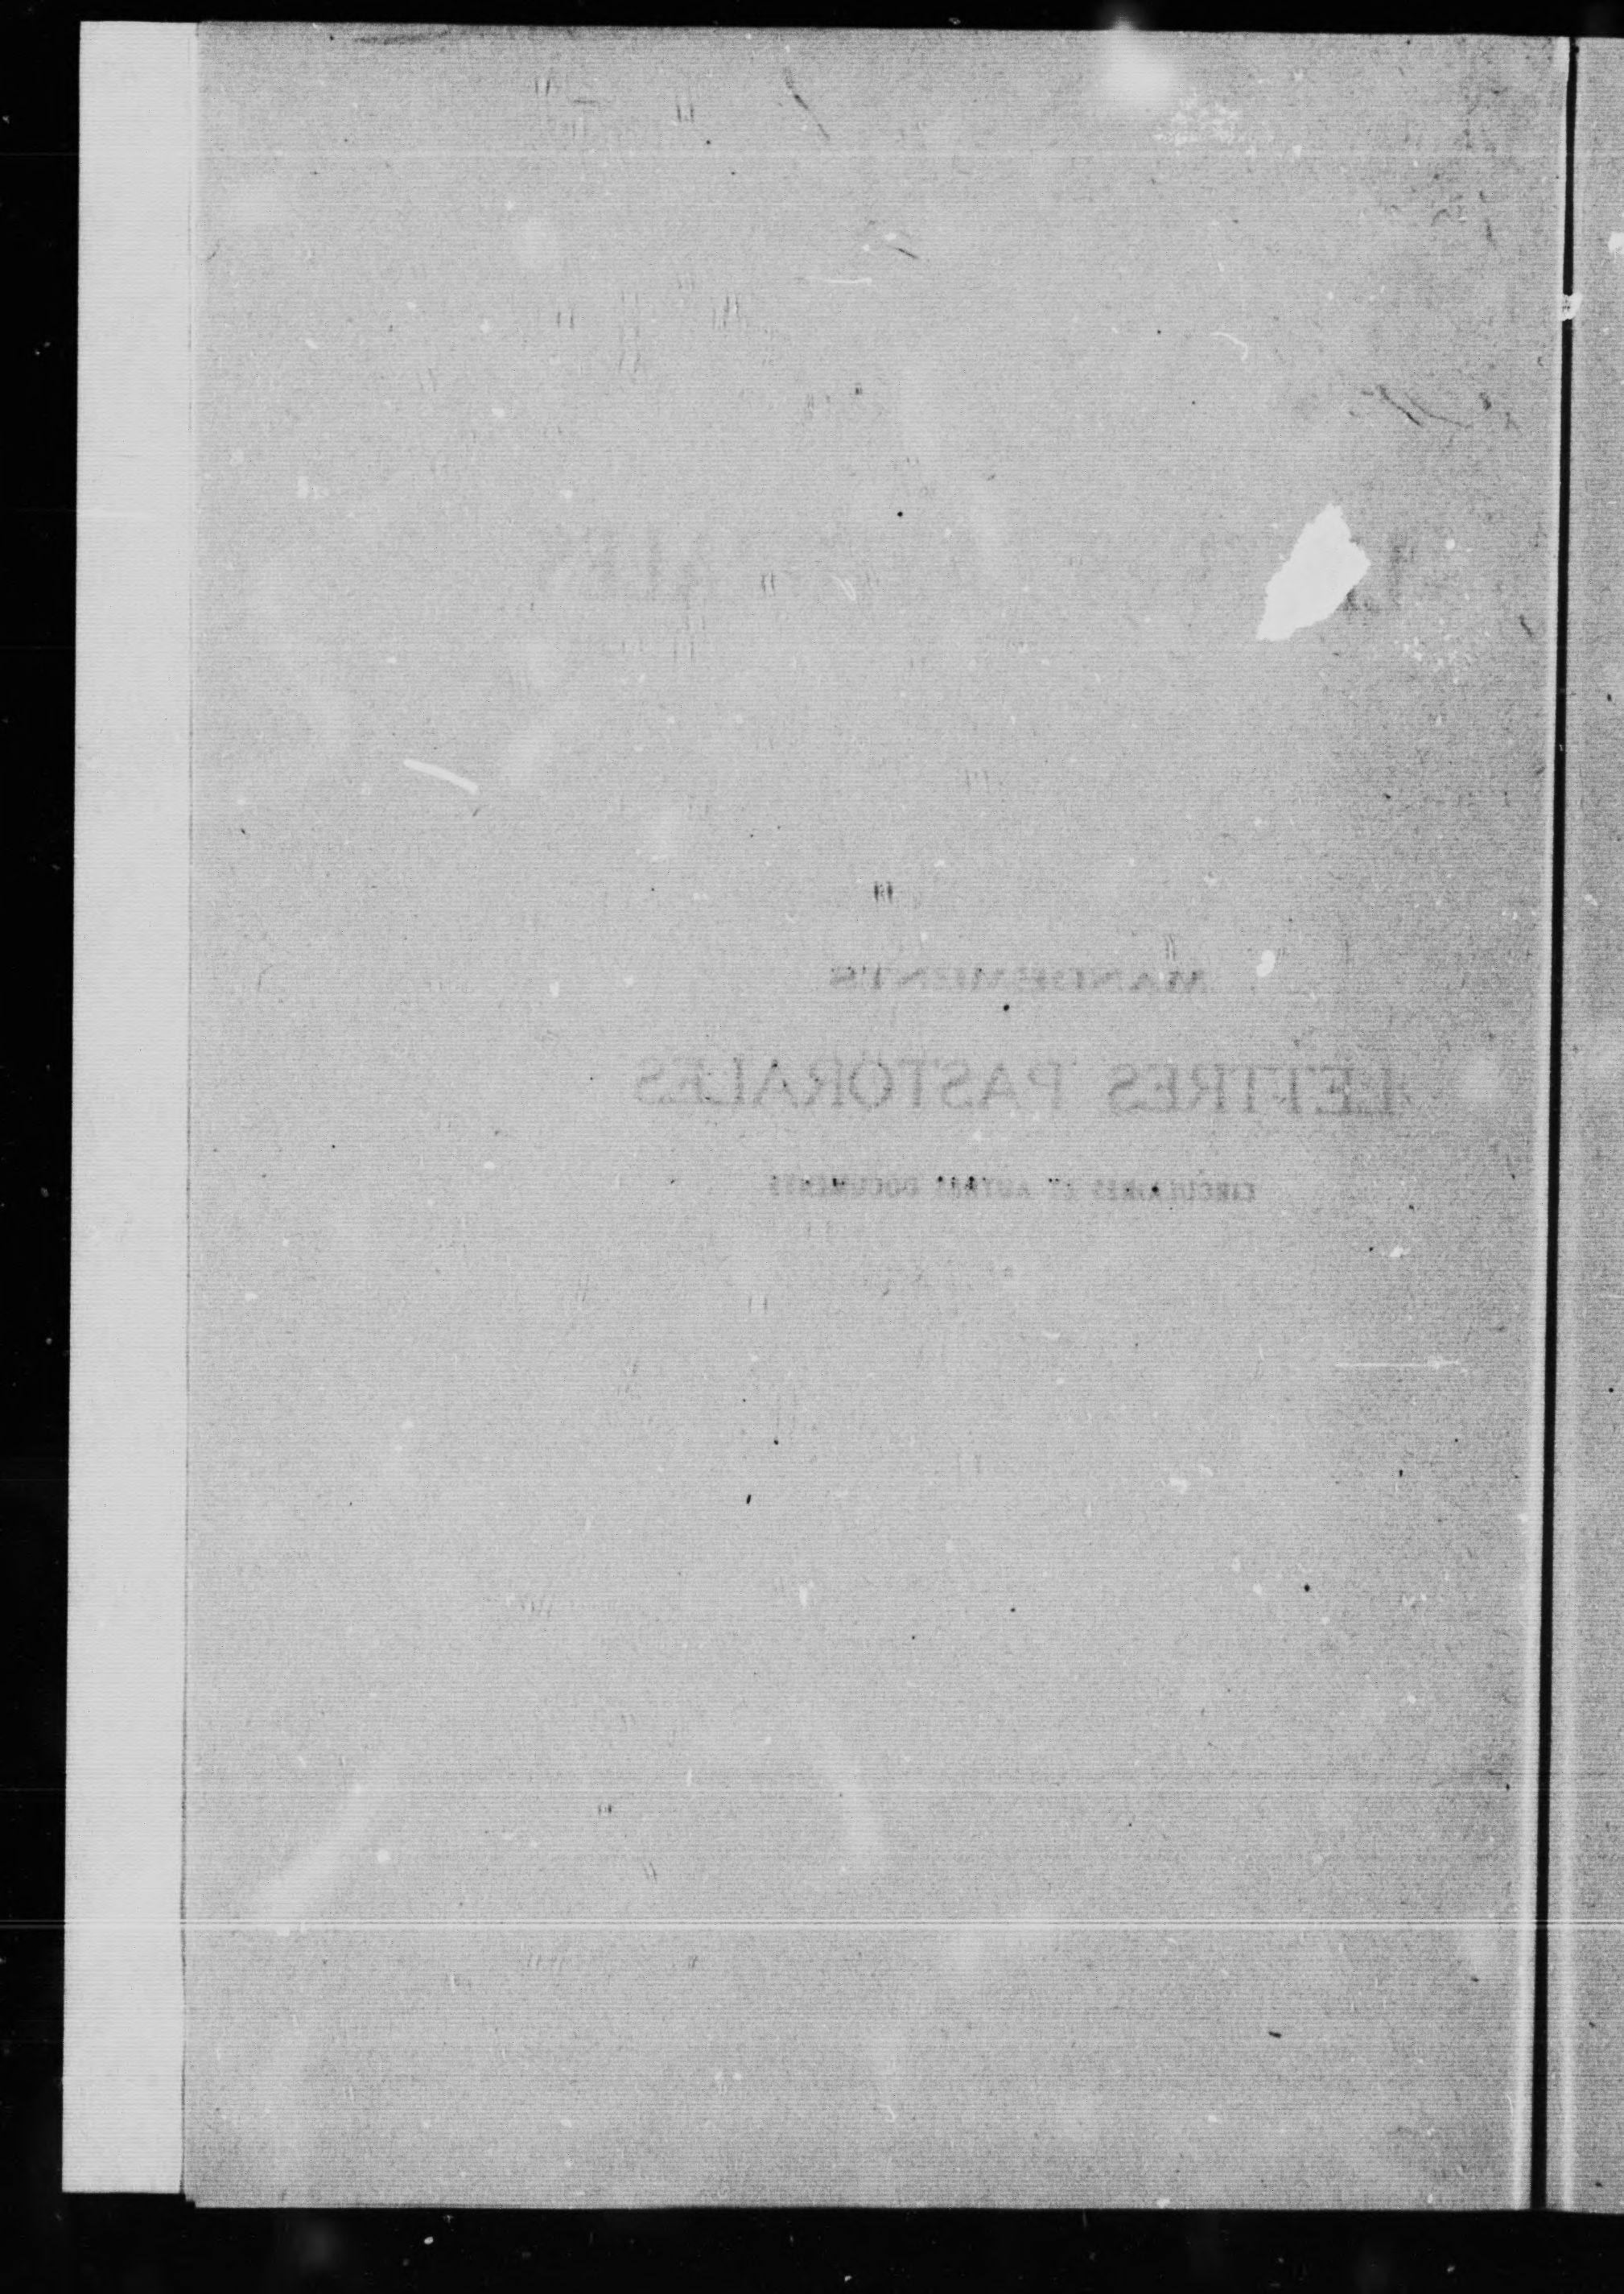 MANDEMENTS
LETTRES PASTORALES
CIRCULAIRES ET AUTRES DOCUMENTS